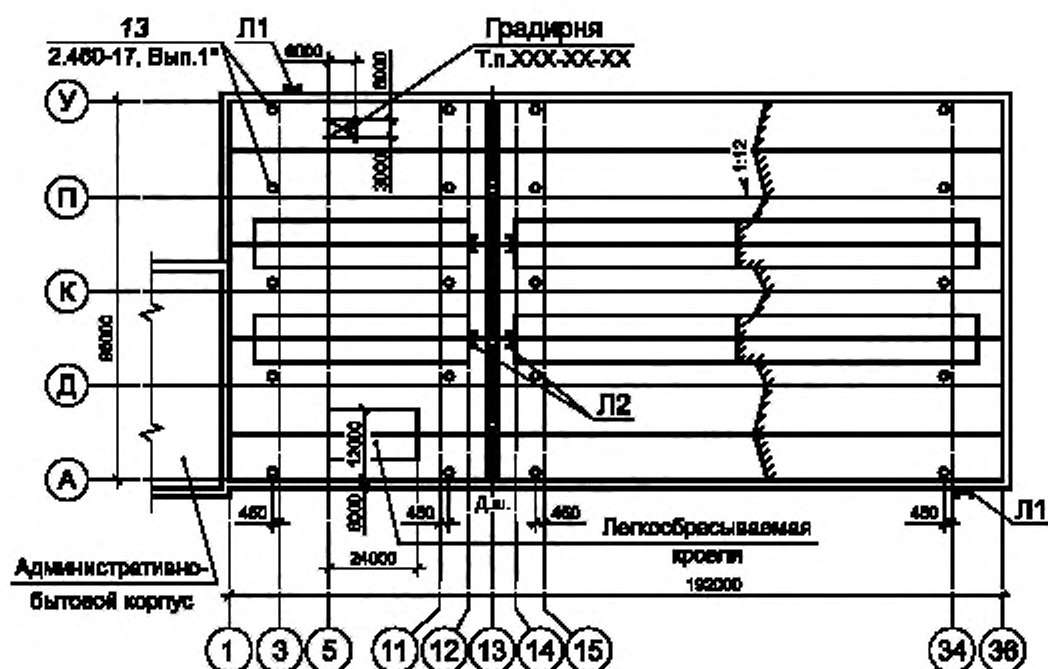 13
2.460-17, Вып.1*
Л1
Градирня
Т.п.ХХХ-ХХ-ХХ
6000
6000
3000
У
П
К
Д
А
96000
1:12
Л2
12000
6000
24000
450
450
Д.ш.
450
450
Л1
Легкосбрасываемая
кровля
192000
Административно-
бытовой корпус
1
3
5
11
12
13
14
15
34
36